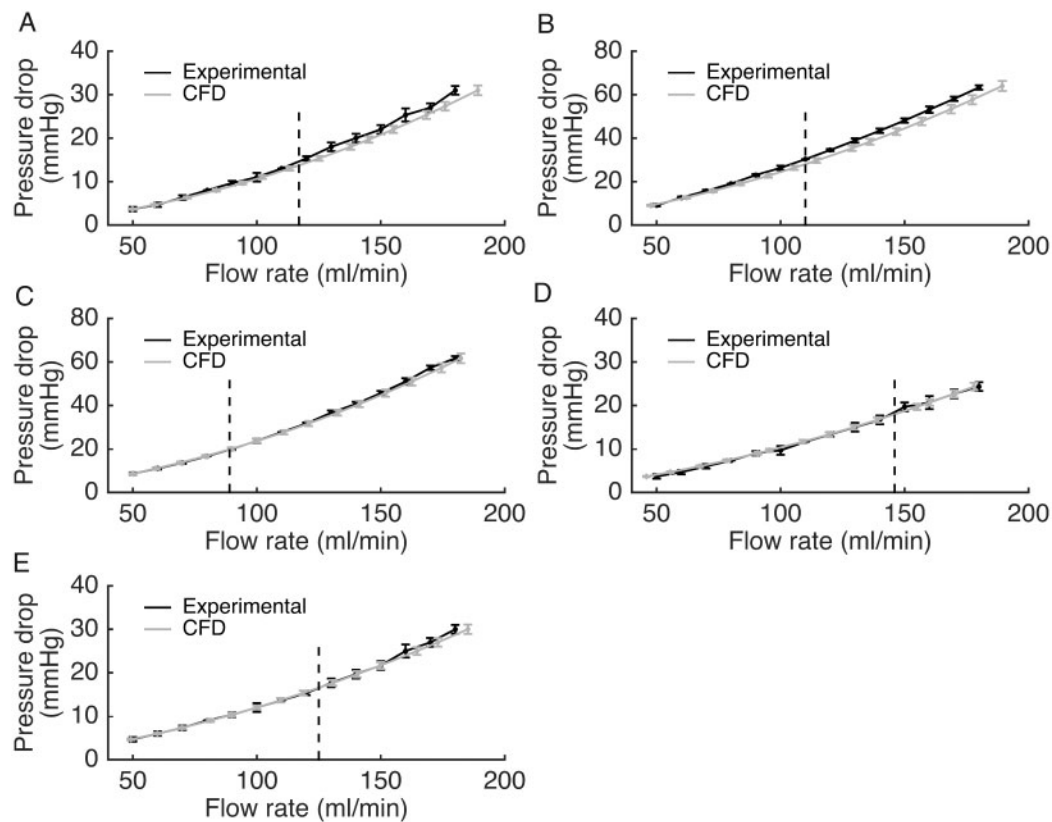 A
Pressure drop
(mmHg)
40
30
20
10
0
Experimental
CFD
50 100 150 200
Flow rate (ml/min)
B
Pressure drop
(mmHg)
80
60
40
20
0
Experimental
CFD
50 100 150 200
Flow rate (ml/min)
C
Pressure drop
(mmHg)
80
60
40
20
0
Experimental
CFD
50 100 150 200
Flow rate (ml/min)
D
Pressure drop
(mmHg)
40
30
20
10
0
Experimental
CFD
50 100 150 200
Flow rate (ml/min)
E
Pressure drop
(mmHg)
40
30
20
10
0
Experimental
CFD
50 100 150 200
Flow rate (ml/min)